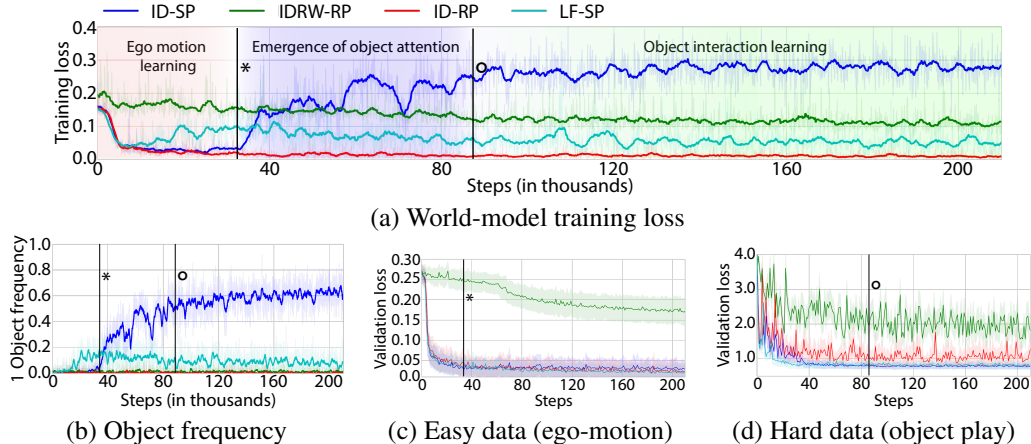 ID-SP IDRW-RP ID-RP LF-SP
Training loss
0.4
0.3
0.2
0.1
0.0
Ego motion learning
*
Emergence of object attention
Object interaction learning
0 40 80 120 160 200
Steps (in thousands)
(a) World-model training loss
1 Object frequency
1.0
0.8
0.6
0.4
0.2
0.0
*
0 40 80 120 160 200
Steps (in thousands)
(b) Object frequency
Validation loss
0.30
0.25
0.20
0.15
0.10
0.05
0.0
*
0 40 80 120 160 200
Steps
(c) Easy data (ego-motion)
Validation loss
4.0
3.0
2.0
1.0
0 40 80 120 160 200
Steps
(d) Hard data (object play)